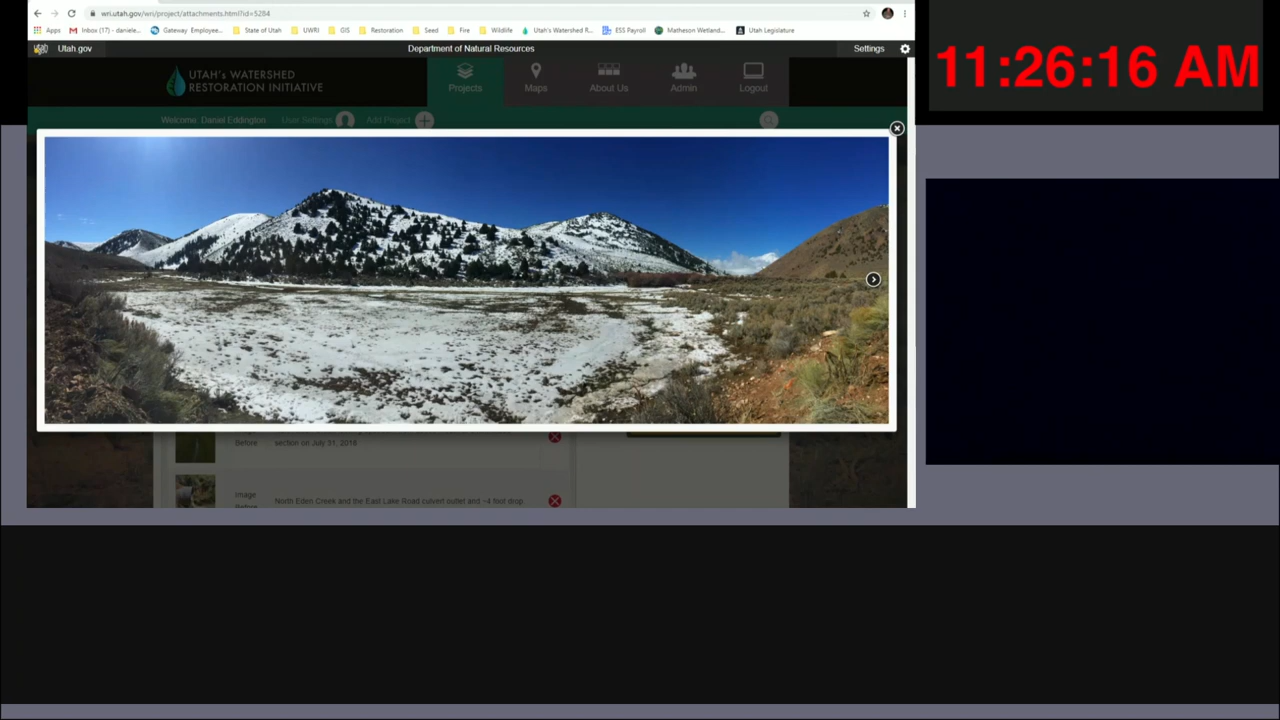 wri.utah.gov/wri/project/attachments.html?id=5284
Apps Inbox (17) - daniele... Gateway Employee... State of Utah UWRI GIS Restoration Seed Fire Wildlife Utah's Watershed R... ESS Payroll Matheson Wetland... Utah Legislature
Utah.gov Department of Natural Resources Settings
11:26:16 AM
UTAH's WATERSHED
RESTORATION INITIATIVE
Projects Maps About Us Admin Logout
Welcome: Daniel Eddington User Settings Add Project
Image
Before
section on July 31, 2018
Image
Before
North Eden Creek and the East Lake Road culvert outlet and ~4 foot drop.